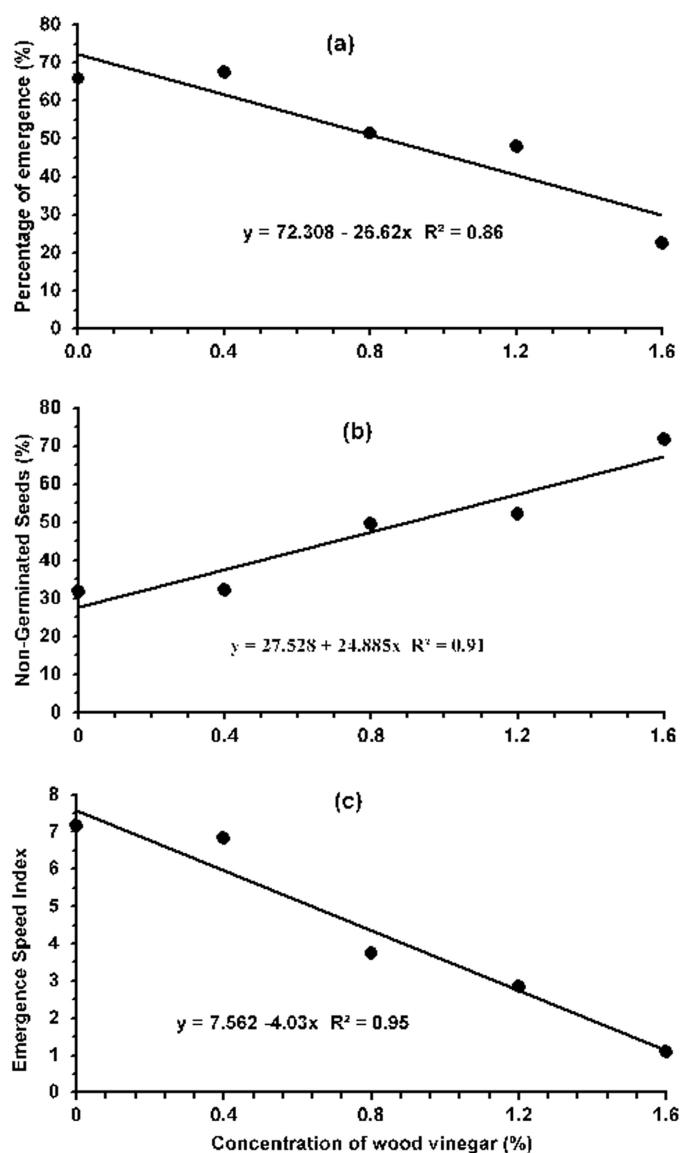 (a)
Percentage of emergence (%)
80
70
60
50
40
30
20
10
0
y = 72.308 - 26.62x R² = 0.86
0.0 0.4 0.8 1.2 1.6
(b)
Non-Germinated Seeds (%)
80
70
60
50
40
30
20
10
0
y = 27.528 + 24.885x R² = 0.91
0 0.4 0.8 1.2 1.6
(c)
Emergence Speed Index
8
7
6
5
4
3
2
1
0
y = 7.562 -4.03x R² = 0.95
0 0.4 0.8 1.2 1.6
Concentration of wood vinegar (%)